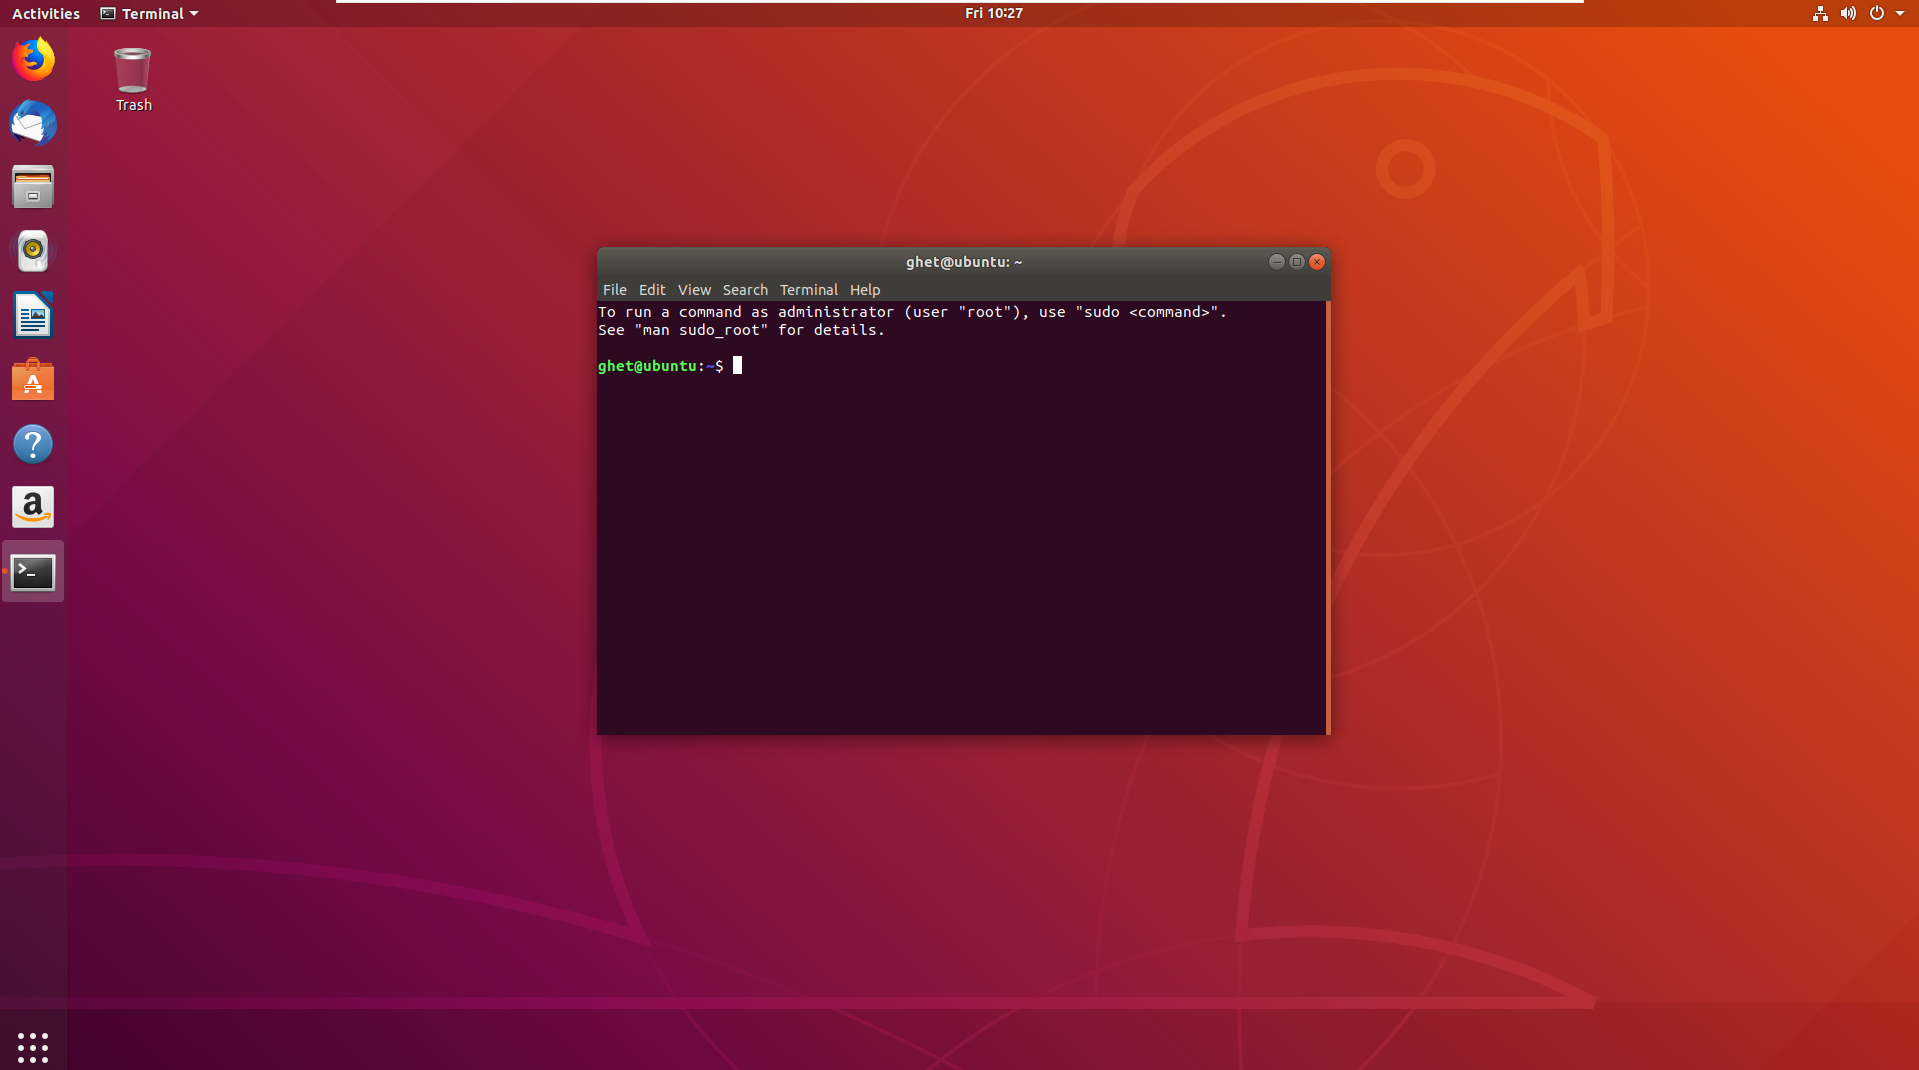 Activities Terminal Fri 10:27
Trash
ghet@ubuntu: ~
File Edit View Search Terminal Help
To run a command as administrator (user "root"), use "sudo <command>".
See "man sudo_root" for details.
ghet@ubuntu:~$